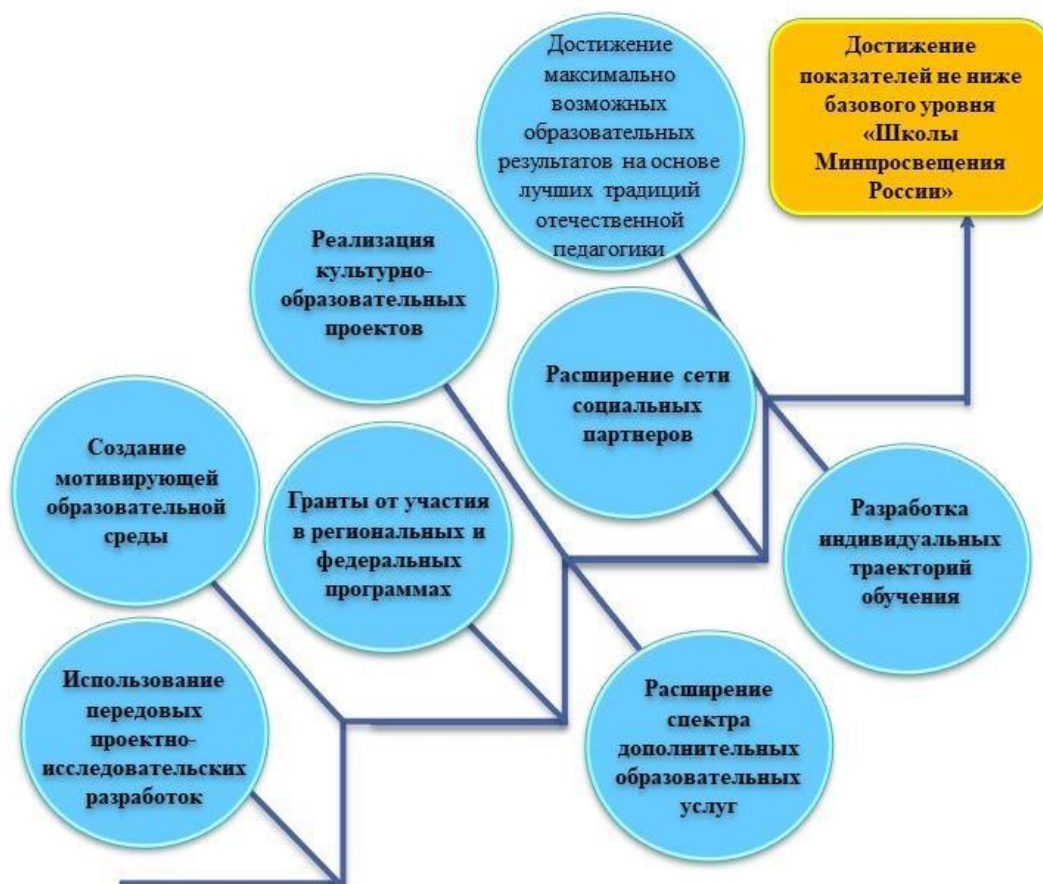 Достижение
максимально
возможных
образовательных
результатов на основе
лучших традиций
отечественной
педагогики
Достижение
показателей не ниже
базового уровня
«Школы
Минпросвещения
России»
Реализация
культурно-
образовательных
проектов
Расширение сети
социальных
партнеров
Создание
мотивирующей
образовательной
среды
Гранты от участия
в региональных и
федеральных
программах
Разработка
индивидуальных
траекторий
обучения
Использование
передовых
проектно-
исследовательских
разработок
Расширение
спектра
дополнительных
образовательных
услуг